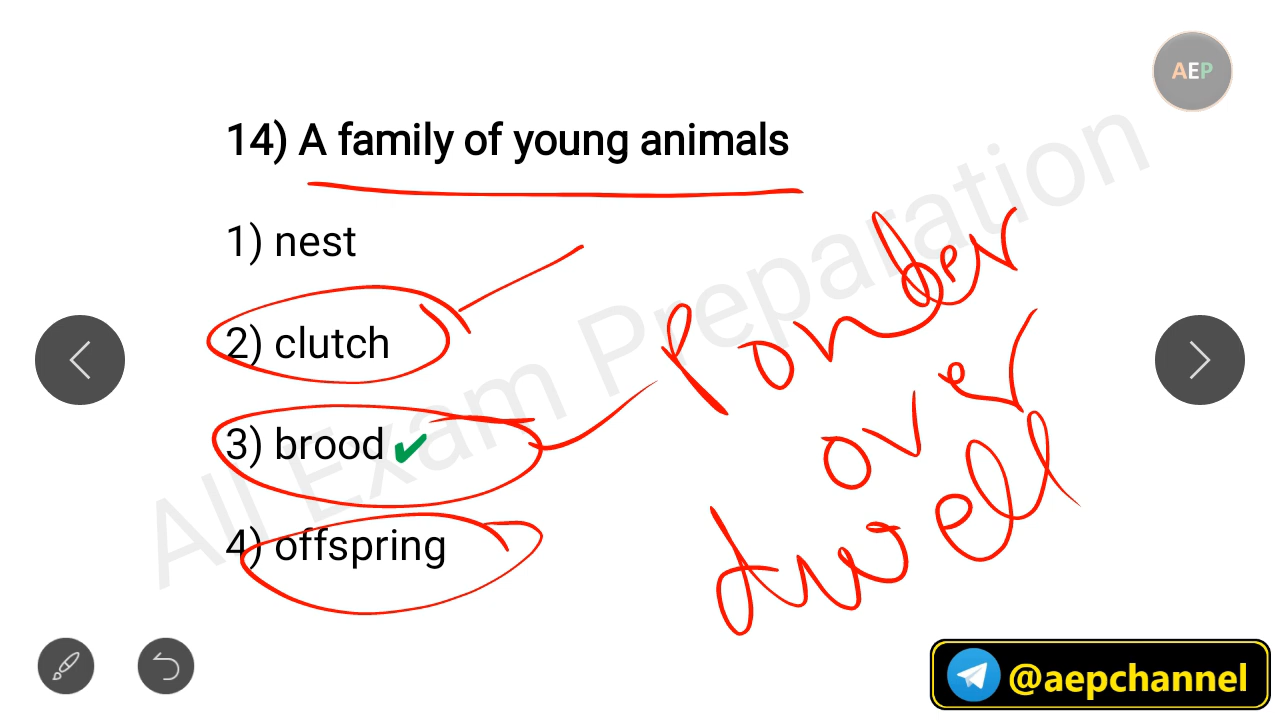 AEP
14) A family of young animals
1) nest
2) clutch
3) brood ✔
4) offspring
Ponder
over
dwell
All Exam Preparation
@aepchannel